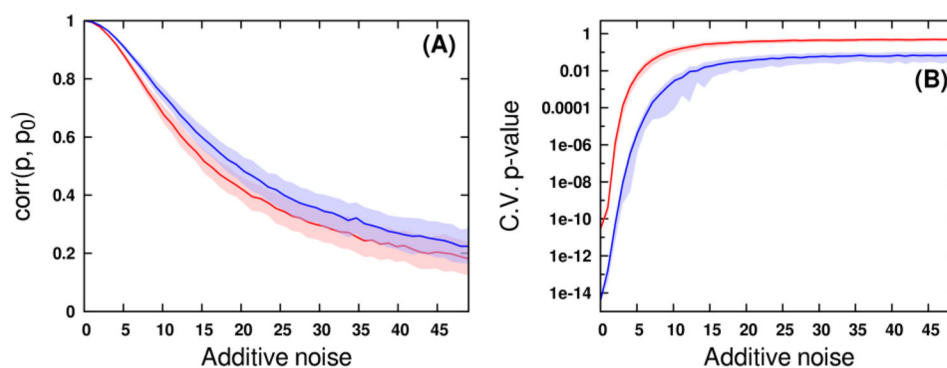 (A)
corr(p, p0)
1
0.8
0.6
0.4
0.2
0
0 5 10 15 20 25 30 35 40 45
Additive noise
(B)
C.V. p-value
1
0.01
0.0001
1e-06
1e-08
1e-10
1e-12
1e-14
0 5 10 15 20 25 30 35 40 45
Additive noise